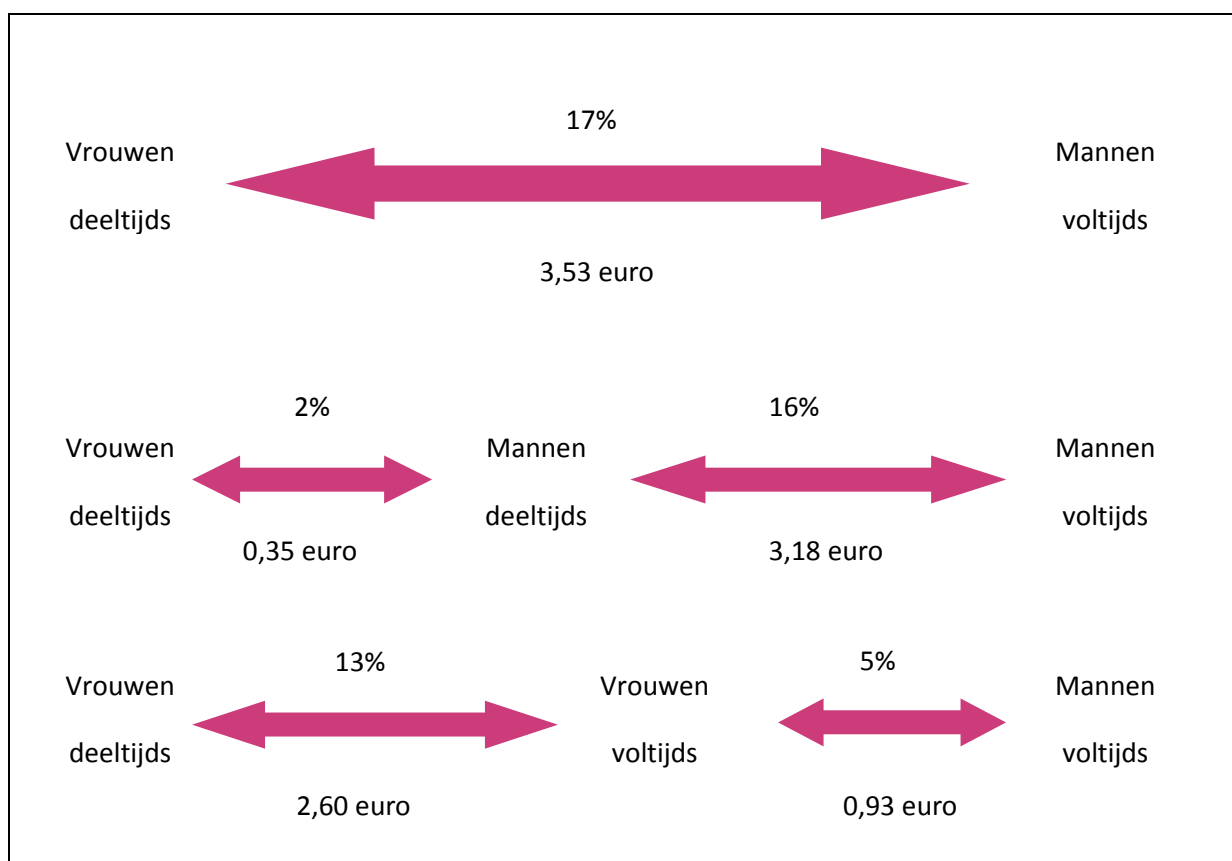 17%
Vrouwen
deeltijds
Mannen
voltijds
3,53 euro
2%
16%
Vrouwen
deeltijds
Mannen
deeltijds
Mannen
voltijds
0,35 euro
3,18 euro
13%
5%
Vrouwen
deeltijds
Vrouwen
voltijds
Mannen
voltijds
2,60 euro
0,93 euro